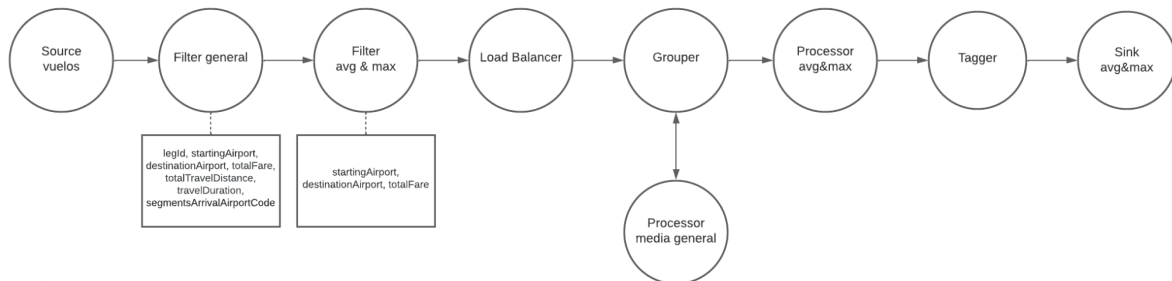 Source
vuelos
Filter general
Filter
avg & max
Load Balancer
Grouper
Processor
avg&max
Tagger
Sink
avg&max
legId, startingAirport,
destinationAirport, totalFare,
totalTravelDistance,
travelDuration,
segmentsArrivalAirportCode
startingAirport,
destinationAirport, totalFare
Processor
media general